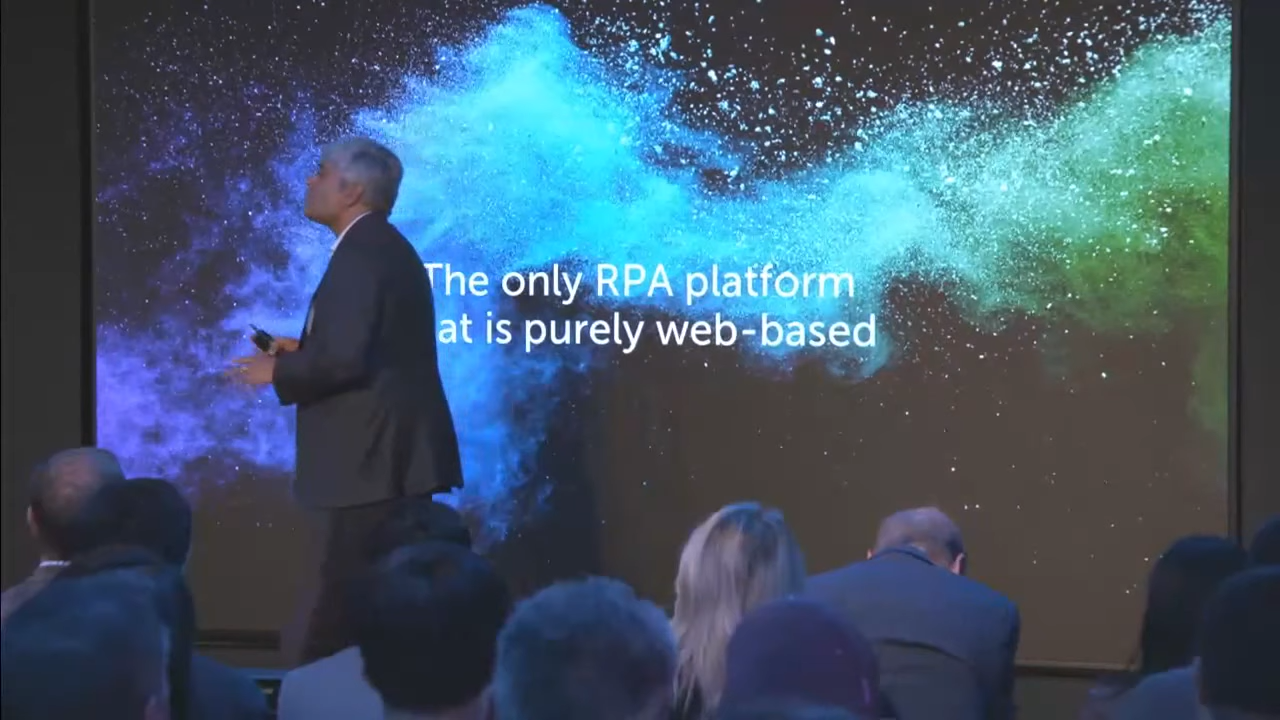 The only RPA platform
at is purely web-based